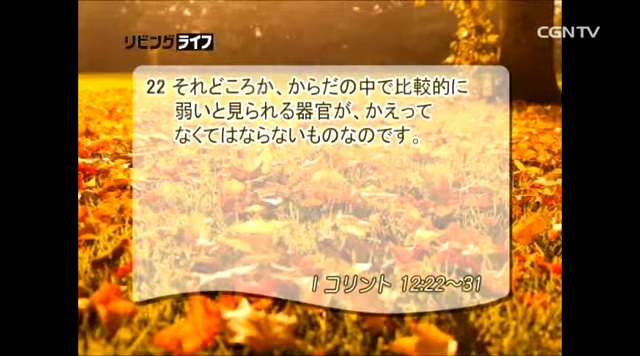 リビングライフ
CGNTV
22 それどころか、からだの中で比較的に
弱いと見られる器官が、かえって
なくてはならないものなのです。
I コリント 12:22〜31